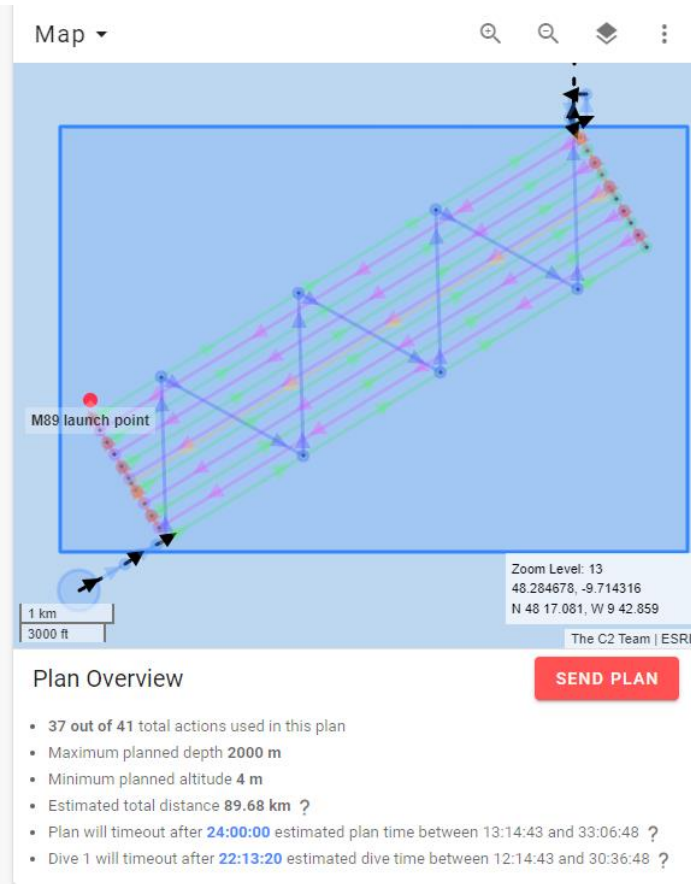 Map
M89 launch point
Zoom Level: 13
48.284678, -9.714316
N 48 17.081, W 9 42.859
1 km
3000 ft
The C2 Team | ESRI
Plan Overview
SEND PLAN
37 out of 41 total actions used in this plan
Maximum planned depth 2000 m
Minimum planned altitude 4 m
Estimated total distance 89.68 km ?
Plan will timeout after 24:00:00 estimated plan time between 13:14:43 and 33:06:48 ?
Dive 1 will timeout after 22:13:20 estimated dive time between 12:14:43 and 30:36:48 ?